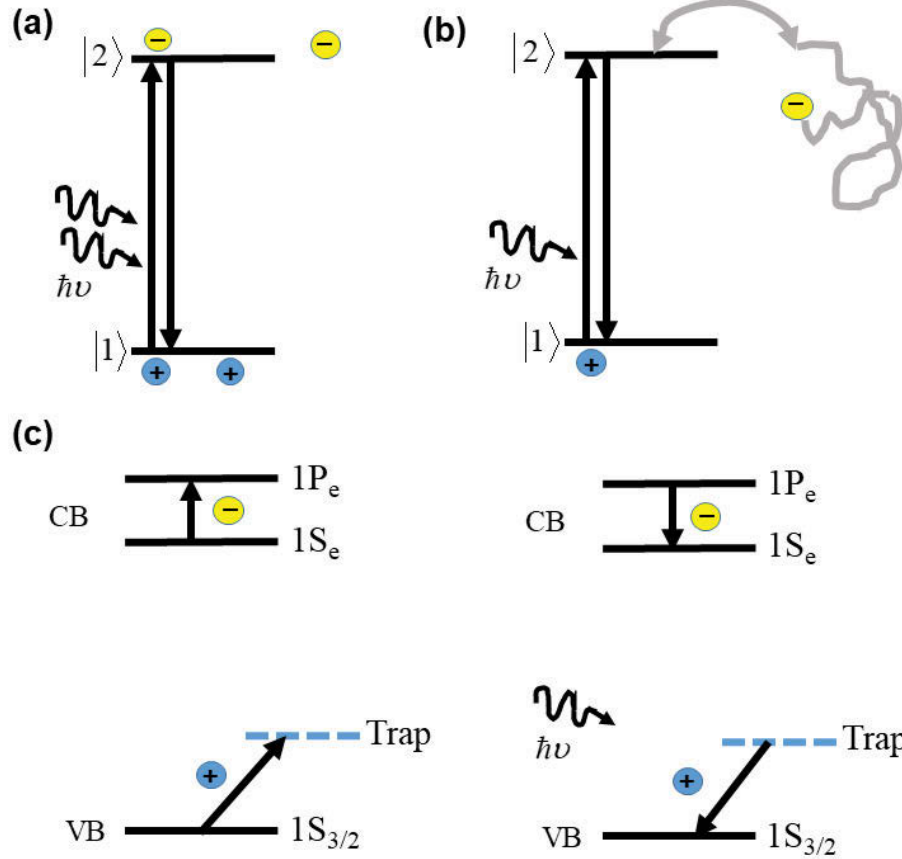 (a)
|2⟩
−
−
ħυ
|1⟩
+
+
(b)
|2⟩
−
ħυ
|1⟩
+
(c)
1Pₑ
CB
−
1Sₑ
Trap
+
VB
1S₃/₂
1Pₑ
CB
−
1Sₑ
ħυ
Trap
+
VB
1S₃/₂